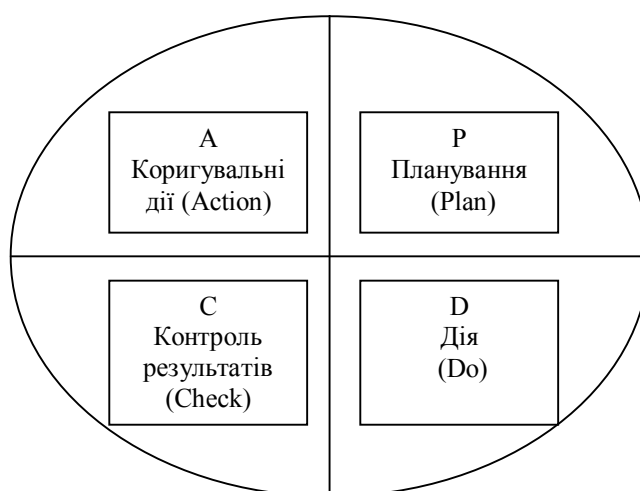 А
Коригувальні
дії (Action)
Р
Планування
(Plan)
С
Контроль
результатів
(Check)
D
Дія
(Do)